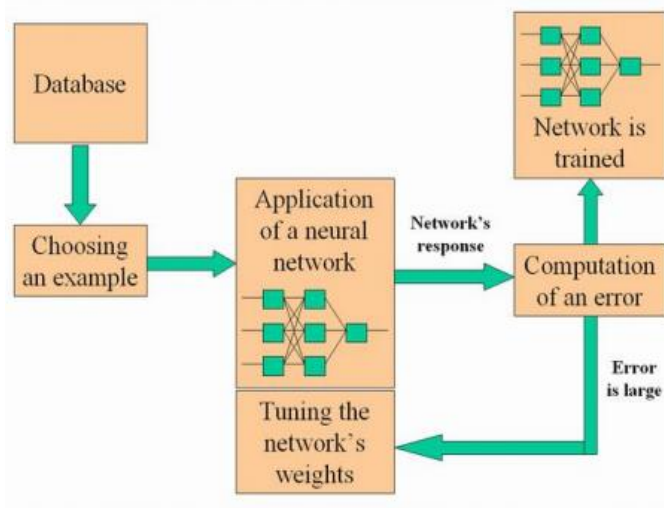 Database
Choosing
an example
Application
of a neural
network
Network's
response
Computation
of an error
Network is
trained
Error
is large
Tuning the
network's
weights